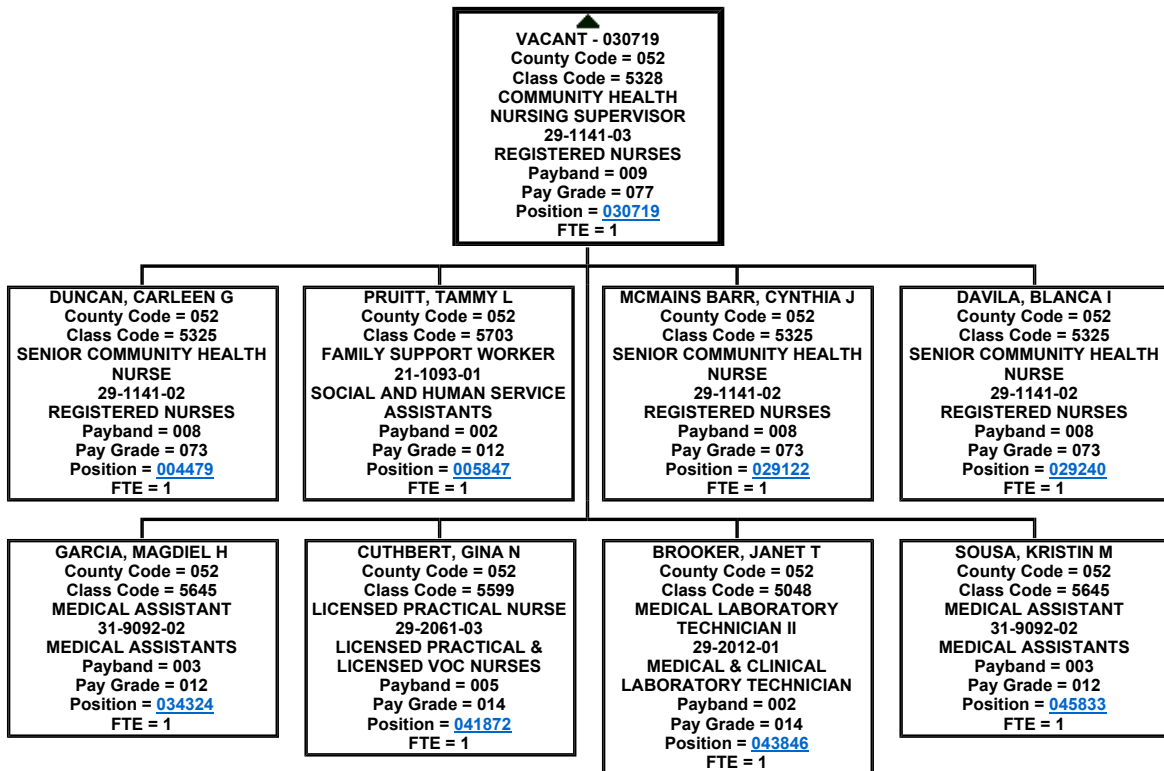 VACANT - 030719
County Code = 052
Class Code = 5328
COMMUNITY HEALTH
NURSING SUPERVISOR
29-1141-03
REGISTERED NURSES
Payband = 009
Pay Grade = 077
Position = 030719
FTE = 1
DUNCAN, CARLEEN G
County Code = 052
Class Code = 5325
SENIOR COMMUNITY HEALTH
NURSE
29-1141-02
REGISTERED NURSES
Payband = 008
Pay Grade = 073
Position = 004479
FTE = 1
PRUITT, TAMMY L
County Code = 052
Class Code = 5703
FAMILY SUPPORT WORKER
21-1093-01
SOCIAL AND HUMAN SERVICE
ASSISTANTS
Payband = 002
Pay Grade = 012
Position = 005847
FTE = 1
MCMAINS BARR, CYNTHIA J
County Code = 052
Class Code = 5325
SENIOR COMMUNITY HEALTH
NURSE
29-1141-02
REGISTERED NURSES
Payband = 008
Pay Grade = 073
Position = 029122
FTE = 1
DAVILA, BLANCA I
County Code = 052
Class Code = 5325
SENIOR COMMUNITY HEALTH
NURSE
29-1141-02
REGISTERED NURSES
Payband = 008
Pay Grade = 073
Position = 029240
FTE = 1
GARCIA, MAGDIEL H
County Code = 052
Class Code = 5645
MEDICAL ASSISTANT
31-9092-02
MEDICAL ASSISTANTS
Payband = 003
Pay Grade = 012
Position = 034324
FTE = 1
CUTHBERT, GINA N
County Code = 052
Class Code = 5599
LICENSED PRACTICAL NURSE
29-2061-03
LICENSED PRACTICAL &
LICENSED VOC NURSES
Payband = 005
Pay Grade = 014
Position = 041872
FTE = 1
BROOKER, JANET T
County Code = 052
Class Code = 5048
MEDICAL LABORATORY
TECHNICIAN II
29-2012-01
MEDICAL & CLINICAL
LABORATORY TECHNICIAN
Payband = 002
Pay Grade = 014
Position = 043846
FTE = 1
SOUSA, KRISTIN M
County Code = 052
Class Code = 5645
MEDICAL ASSISTANT
31-9092-02
MEDICAL ASSISTANTS
Payband = 003
Pay Grade = 012
Position = 045833
FTE = 1